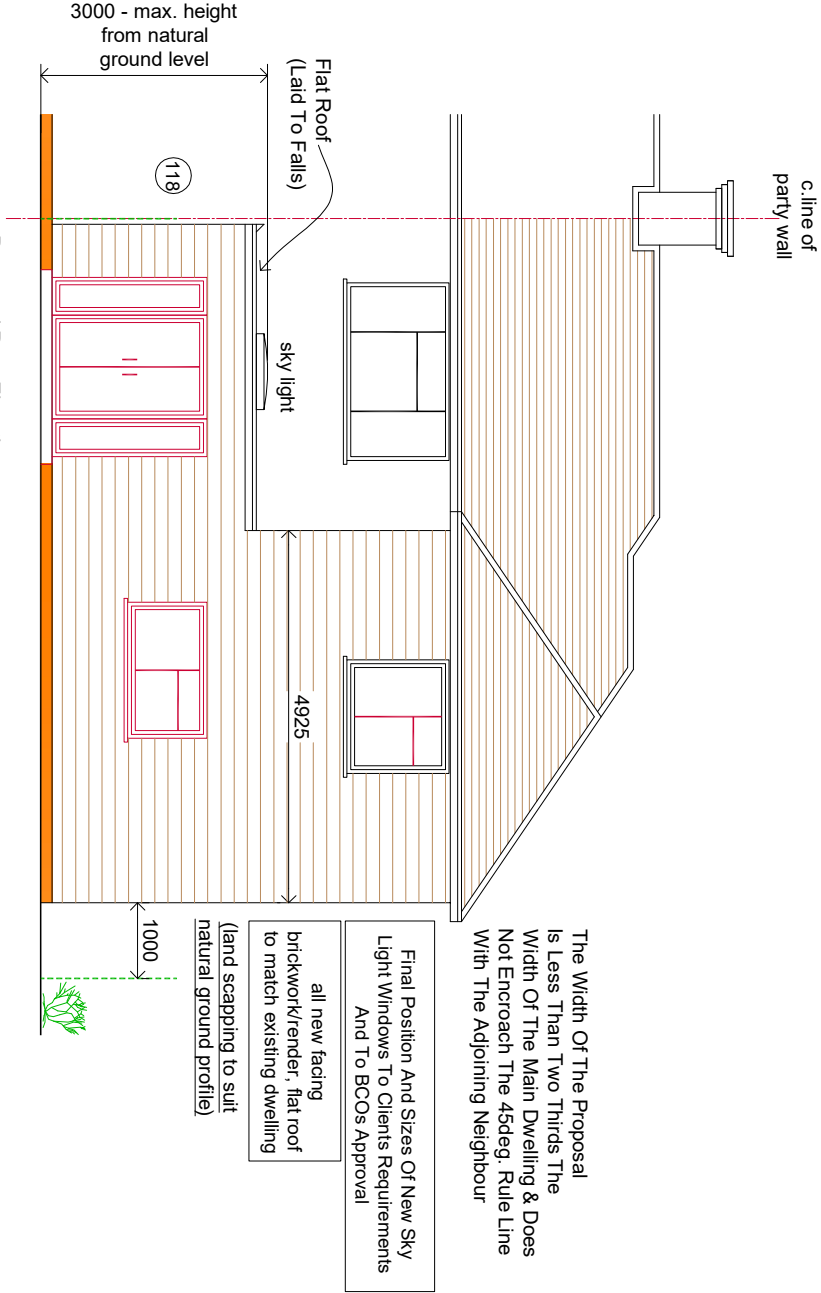 3000 - max. height
from natural
ground level
Flat Roof
(Laid To Falls)
118
c.line of
party wall
sky light
4925
1000
The Width Of The Proposal
Is Less Than Two Thirds The
Width Of The Main Dwelling & Does
Not Encroach The 45deg. Rule Line
With The Adjoining Neighbour
Final Position And Sizes Of New Sky
Light Windows To Clients Requirements
And To BCOs Approval
all new facing
brickwork/render, flat roof
to match existing dwelling
(land scapping to suit
natural ground profile)